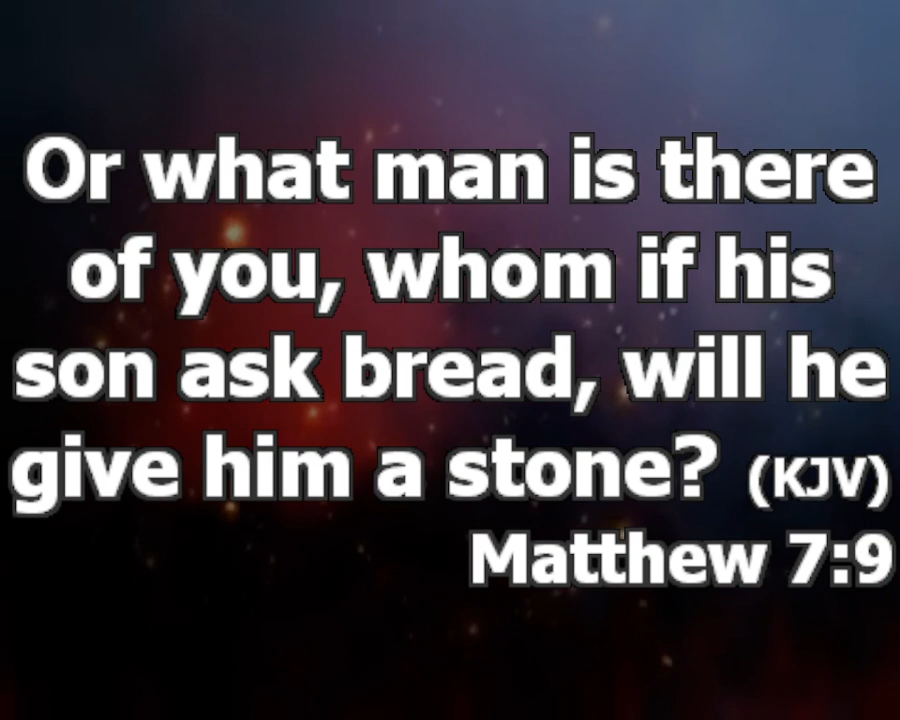 Or what man is there
of you, whom if his
son ask bread, will he
give him a stone? (KJV)
Matthew 7:9